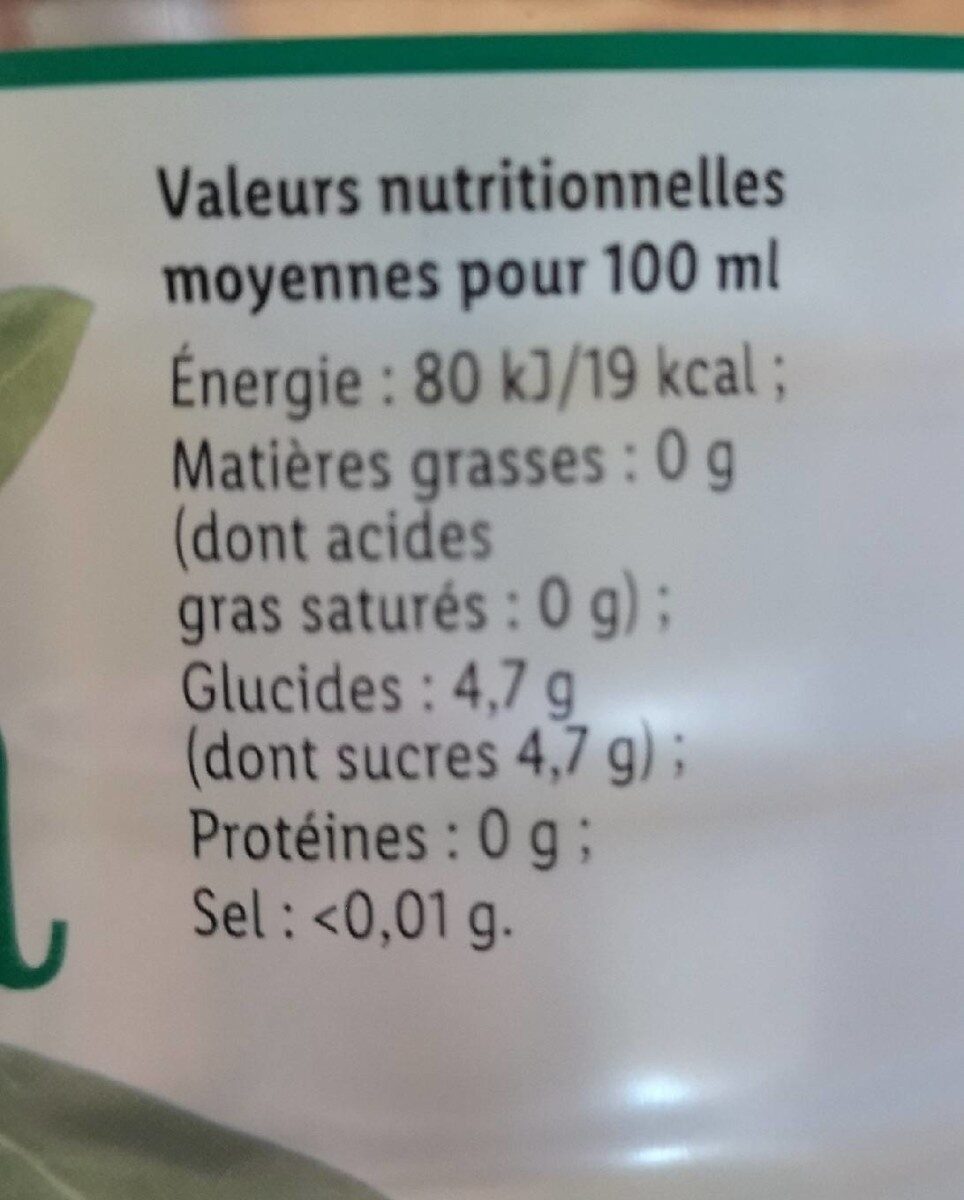 Valeurs nutritionnelles
moyennes pour 100 ml
Énergie : 80 kJ/19 kcal ;
Matières grasses : 0 g
(dont acides
gras saturés : 0 g) ;
Glucides : 4,7 g
(dont sucres 4,7 g) ;
Protéines : 0 g ;
Sel : <0,01 g.